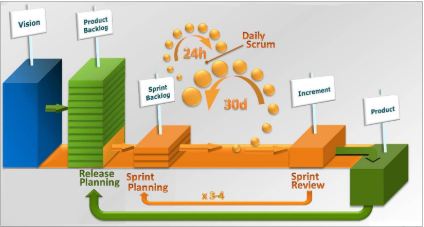 Vision
Product
Backlog
24h
Daily
Scrum
Sprint
Backlog
30d
Increment
Product
Release
Planning
Sprint
Planning
x 3-4
Sprint
Review